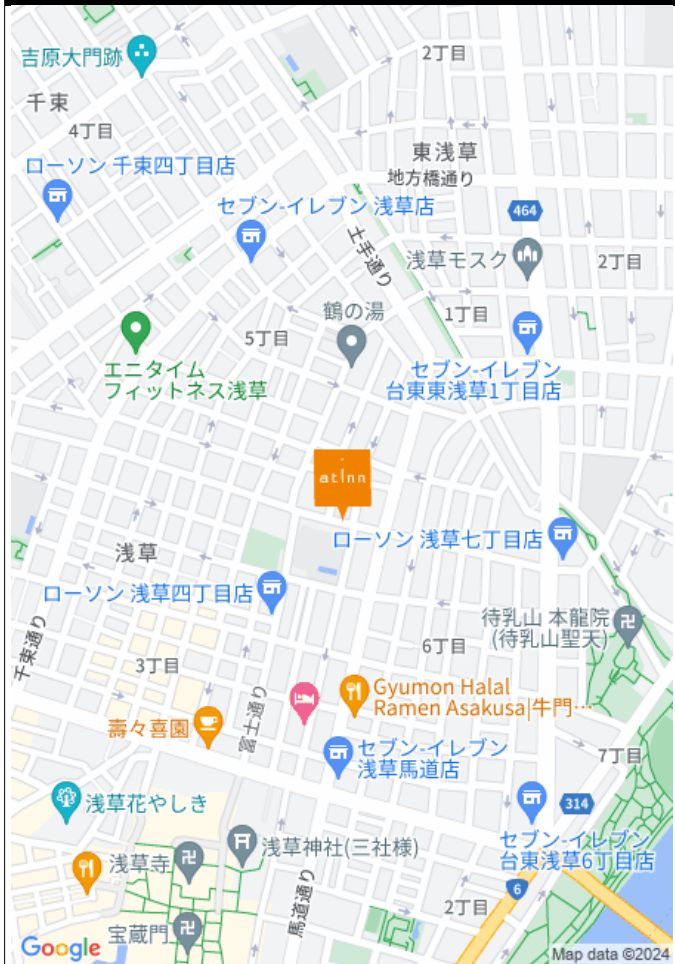 2丁目
吉原大門跡
千束
4丁目
東浅草
地方橋通り
ローソン 千束四丁目店
セブン-イレブン 浅草店
464
土手通り
浅草モスク
2丁目
1丁目
鶴の湯
5丁目
エニタイム
フィットネス浅草
セブン-イレブン
台東東浅草1丁目店
atinn
ローソン 浅草七丁目店
浅草
ローソン 浅草四丁目店
待乳山 本龍院
(待乳山聖天)
千束通り
6丁目
3丁目
Gyumon Halal
Ramen Asakusa|牛門…
富士通り
壽々喜園
セブン-イレブン
浅草馬道店
7丁目
浅草花やしき
314
セブン-イレブン
台東浅草6丁目店
浅草神社(三社様)
浅草寺
馬道通り
6
2丁目
宝蔵門
Google
Map data ©2024